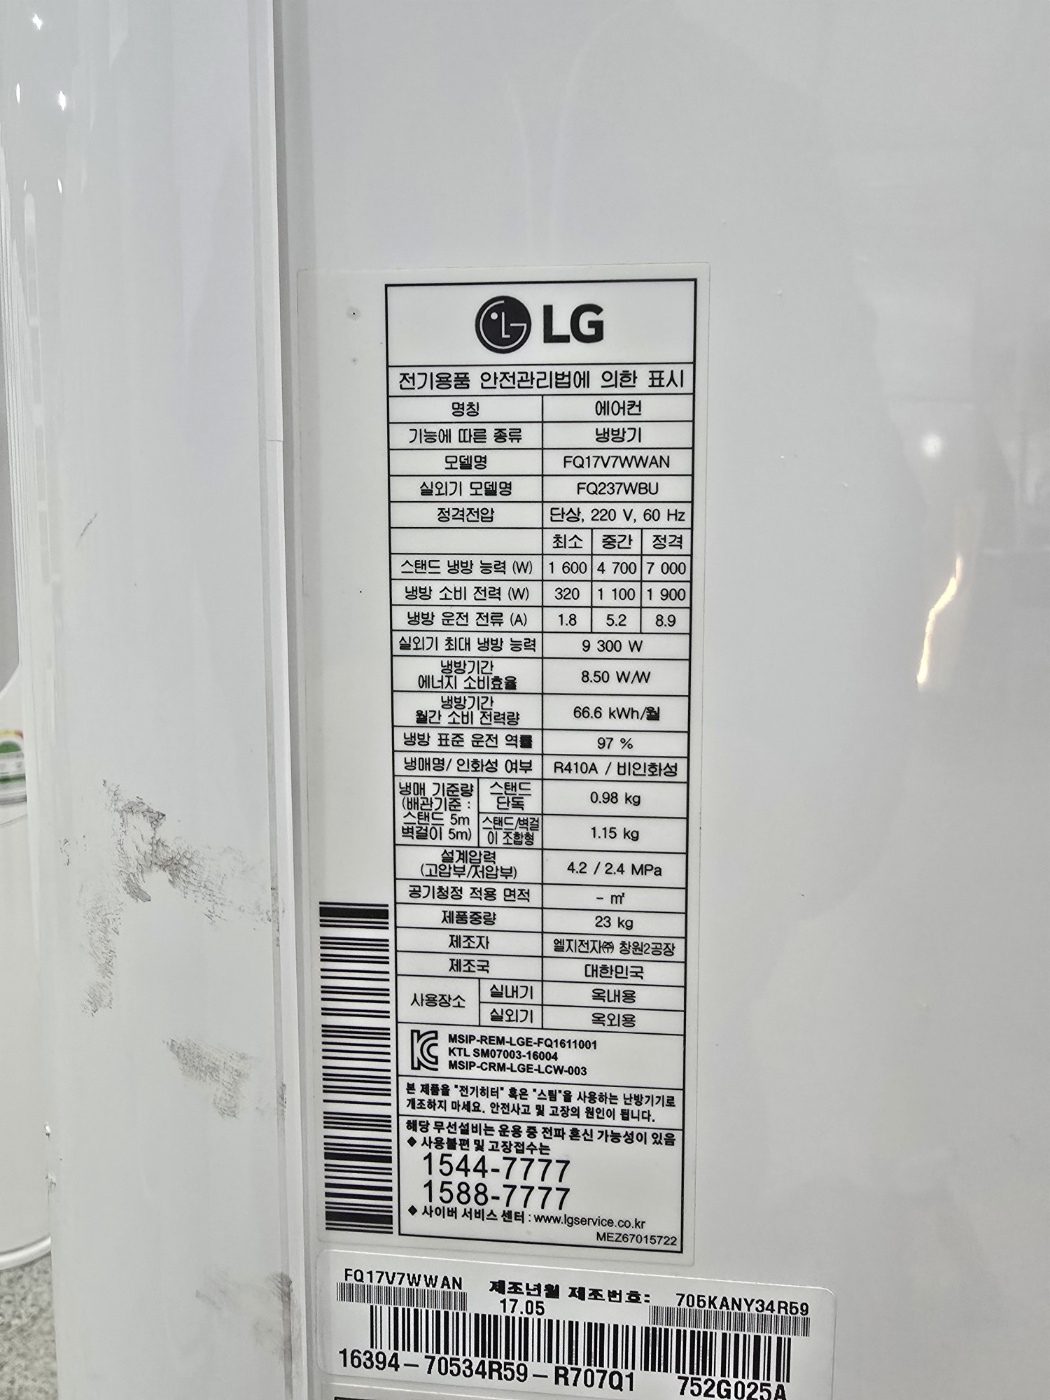 LG
전기용품 안전관리법에 의한 표시
명칭 에어컨
기능에 따른 종류 냉방기
모델명 FQ17V7WWAN
실외기 모델명 FQ237WBU
정격전압 단상, 220 V, 60 Hz
최소 중간 정격
스탠드 냉방 능력 (W) 1 600 4 700 7 000
냉방 소비 전력 (W) 320 1 100 1 900
냉방 운전 전류 (A) 1.8 5.2 8.9
실외기 최대 냉방 능력 9 300 W
냉방기간
에너지 소비효율 8.50 W/W
냉방기간
월간 소비 전력량 66.6 kWh/월
냉방 표준 운전 역률 97 %
냉매명/ 인화성 여부 R410A / 비인화성
냉매 기준량
(배관기준 :
스탠드 5m
벽걸이 5m)
스탠드
단독 0.98 kg
스탠드/벽걸
이 조합형 1.15 kg
설계압력
(고압부/저압부) 4.2 / 2.4 MPa
공기청정 적용 면적 - ㎡
제품중량 23 kg
제조자 엘지전자㈜ 창원2공장
제조국 대한민국
사용장소 실내기 옥내용
실외기 옥외용
MSIP-REM-LGE-FQ1611001
KTL SM07003-16004
MSIP-CRM-LGE-LCW-003
본 제품을 "전기히터" 혹은 "스팀"을 사용하는 난방기기로
개조하지 마세요. 안전사고 및 고장의 원인이 됩니다.
해당 무선설비는 운용 중 전파 혼신 가능성이 있음
◆ 사용불편 및 고장접수는
1544-7777
1588-7777
◆ 사이버 서비스 센터 : www.lgservice.co.kr
MEZ67015722
FQ17V7WWAN 제조년월 제조번호: 705KANY34R59
17.05
16394-70534R59-R707Q1 752G025A